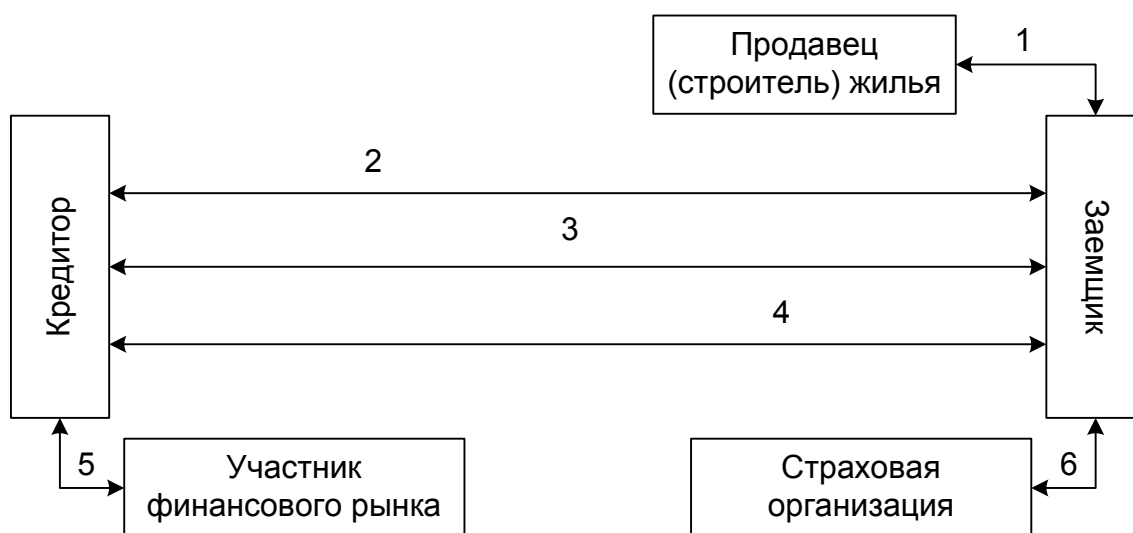 Продавец
(строитель) жилья
1
Кредитор
2
3
4
Заемщик
5
Участник
финансового рынка
Страховая
организация
6